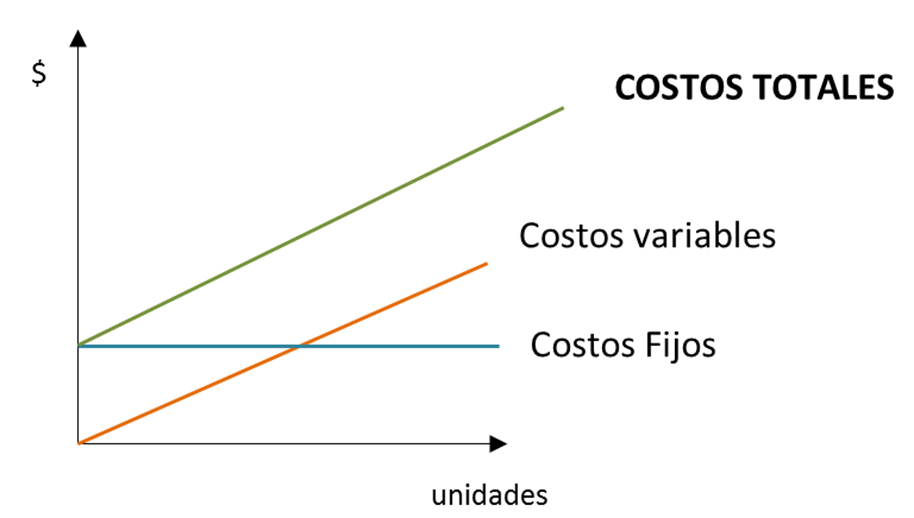 $
COSTOS TOTALES
Costos variables
Costos Fijos
unidades